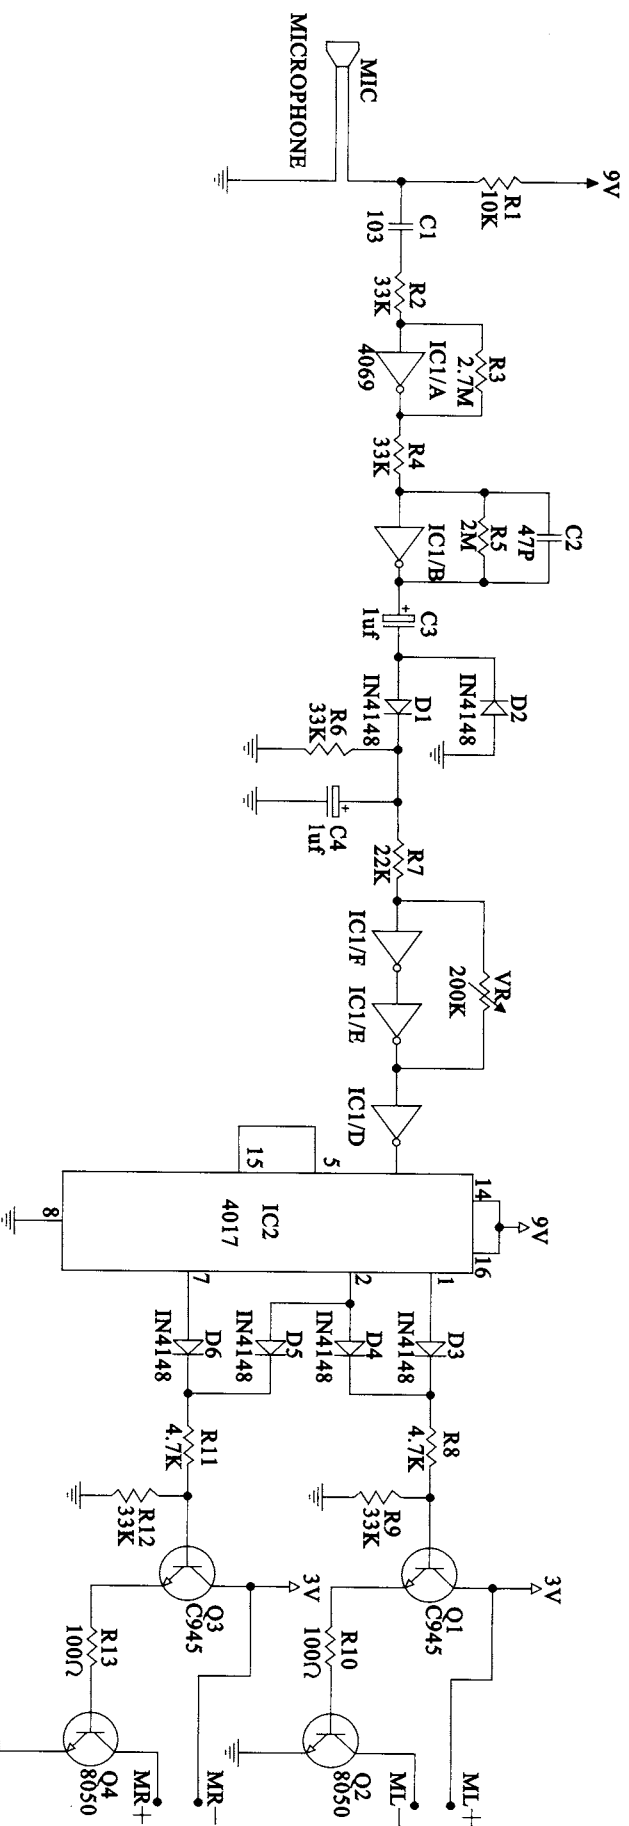 9V
R1
10K
MIC
MICROPHONE
C1
103
R2
33K
R3
2.7M
IC1/A
4069
R4
33K
C2
47P
R5
2M
IC1/B
C3
+
1uf
D2
IN4148
D1
IN4148
R6
33K
+
C4
1uf
R7
22K
VR
200K
IC1/F
IC1/E
IC1/D
9V
14
16
5
15
IC2
4017
8
1
2
7
D3
IN4148
D4
IN4148
D5
IN4148
D6
IN4148
R8
4.7K
R9
33K
R11
4.7K
R12
33K
3V
Q1
C945
R10
100Ω
Q2
8050
ML+
ML-
3V
Q3
C945
R13
100Ω
Q4
8050
MR-
MR+